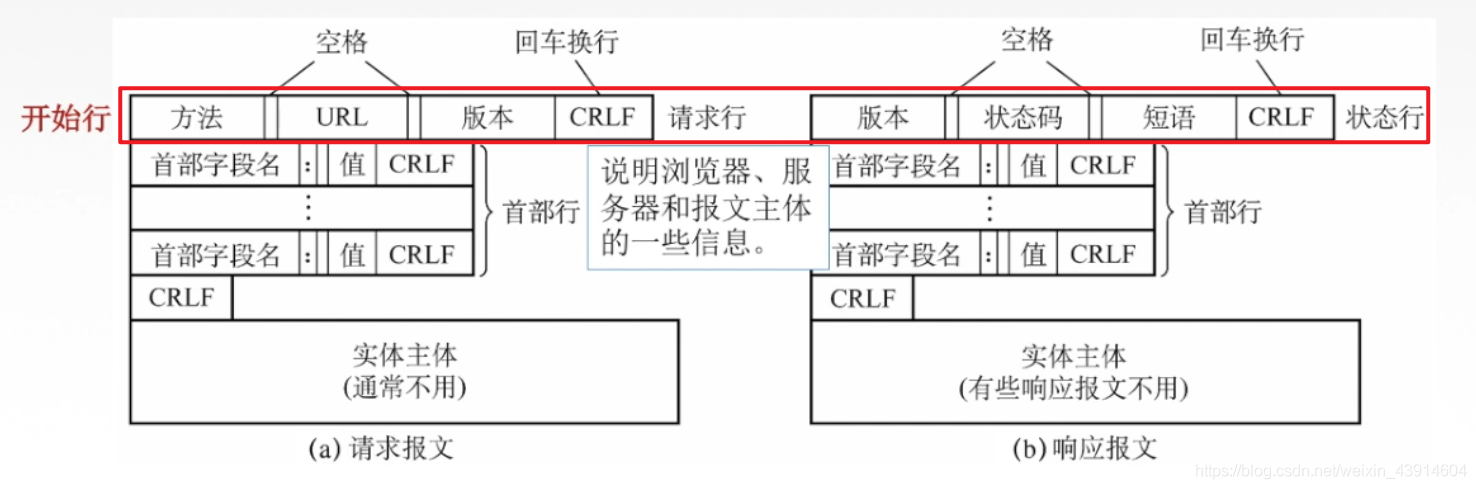 空格 回车换行 空格 回车换行
开始行 方法 URL 版本 CRLF 请求行 版本 状态码 短语 CRLF 状态行
首部字段名 : 值 CRLF 说明浏览器、服 首部字段名 : 值 CRLF
⋮ 首部行 务器和报文主体 ⋮ 首部行
首部字段名 : 值 CRLF 的一些信息。 首部字段名 : 值 CRLF
CRLF CRLF
实体主体 实体主体
(通常不用) (有些响应报文不用)
(a) 请求报文 (b) 响应报文
https://blog.csdn.net/weixin_43914604